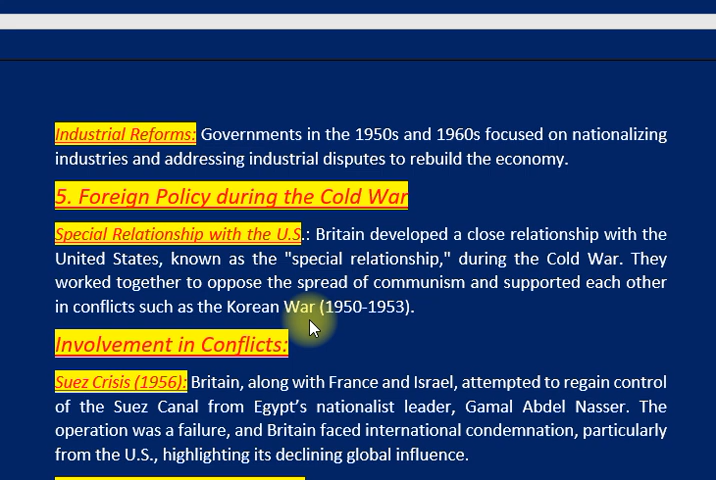 Industrial Reforms: Governments in the 1950s and 1960s focused on nationalizing
industries and addressing industrial disputes to rebuild the economy.
5. Foreign Policy during the Cold War
Special Relationship with the U.S.: Britain developed a close relationship with the
United States, known as the "special relationship," during the Cold War. They
worked together to oppose the spread of communism and supported each other
in conflicts such as the Korean War (1950-1953).
Involvement in Conflicts:
Suez Crisis (1956): Britain, along with France and Israel, attempted to regain control
of the Suez Canal from Egypt’s nationalist leader, Gamal Abdel Nasser. The
operation was a failure, and Britain faced international condemnation, particularly
from the U.S., highlighting its declining global influence.